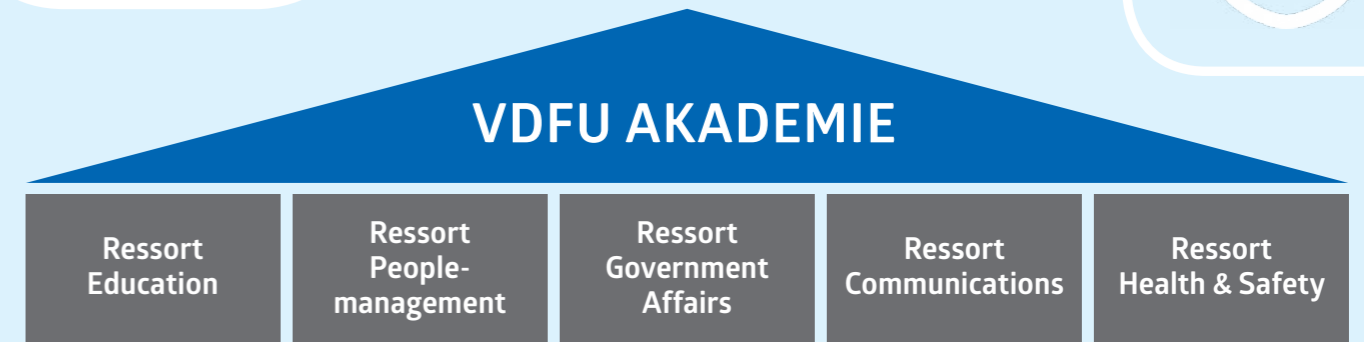 VDFU AKADEMIE
Ressort
Education
Ressort
People-
management
Ressort
Government
Affairs
Ressort
Communications
Ressort
Health & Safety